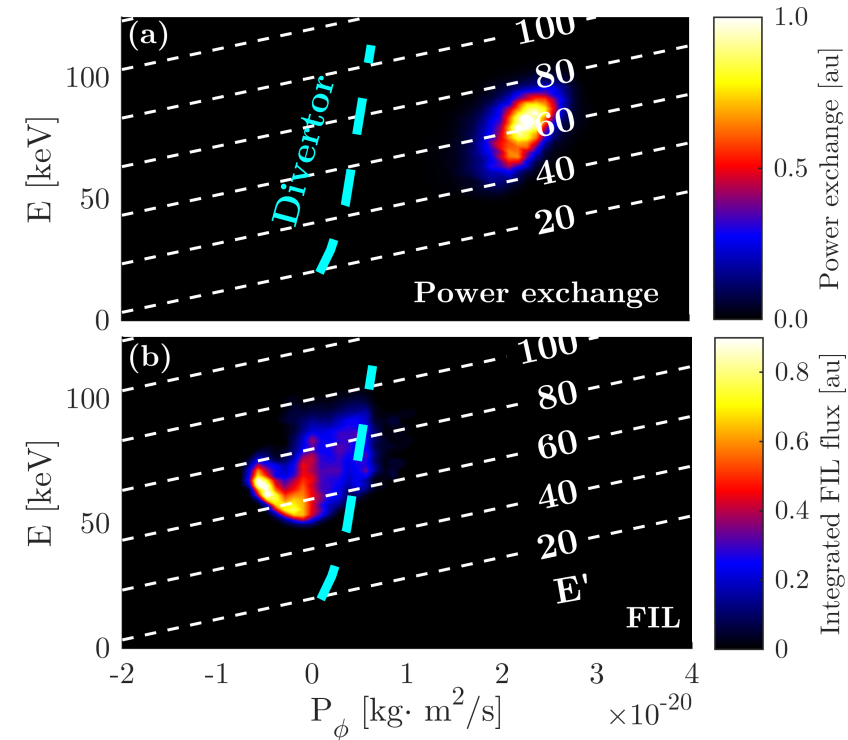 (a)
100
80
60
40
20
Divertor
Power exchange
E [keV]
100
50
0
1.0
0.5
0.0
Power exchange [au]
(b)
100
80
60
40
20
E'
FIL
E [keV]
100
50
0
-2 -1 0 1 2 3 4
P_ϕ [kg· m²/s]
×10⁻²⁰
0.8
0.6
0.4
0.2
0
Integrated FIL flux [au]